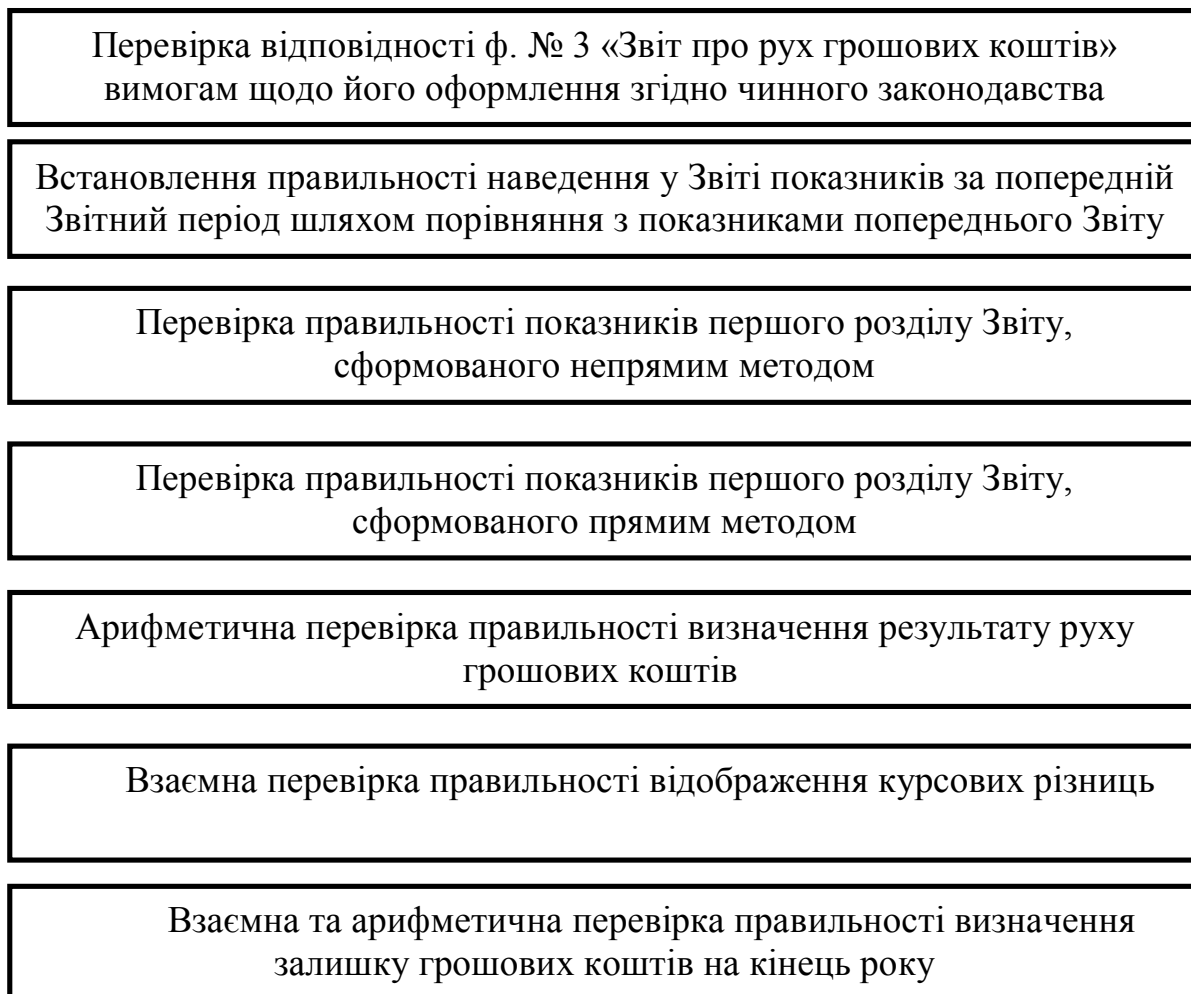 Перевірка відповідності ф. № 3 «Звіт про рух грошових коштів»
вимогам щодо його оформлення згідно чинного законодавства
Встановлення правильності наведення у Звіті показників за попередній
Звітний період шляхом порівняння з показниками попереднього Звіту
Перевірка правильності показників першого розділу Звіту,
сформованого непрямим методом
Перевірка правильності показників першого розділу Звіту,
сформованого прямим методом
Арифметична перевірка правильності визначення результату руху
грошових коштів
Взаємна перевірка правильності відображення курсових різниць
Взаємна та арифметична перевірка правильності визначення
залишку грошових коштів на кінець року